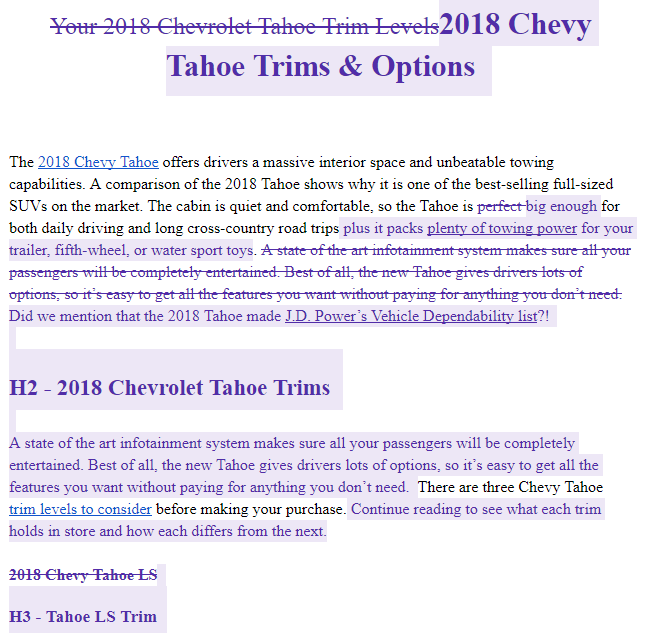 Your 2018 Chevrolet Tahoe Trim Levels2018 Chevy
Tahoe Trims & Options
The 2018 Chevy Tahoe offers drivers a massive interior space and unbeatable towing
capabilities. A comparison of the 2018 Tahoe shows why it is one of the best-selling full-sized
SUVs on the market. The cabin is quiet and comfortable, so the Tahoe is perfect big enough for
both daily driving and long cross-country road trips plus it packs plenty of towing power for your
trailer, fifth-wheel, or water sport toys. A state of the art infotainment system makes sure all your
passengers will be completely entertained. Best of all, the new Tahoe gives drivers lots of
options, so it’s easy to get all the features you want without paying for anything you don’t need.
Did we mention that the 2018 Tahoe made J.D. Power’s Vehicle Dependability list?!
H2 - 2018 Chevrolet Tahoe Trims
A state of the art infotainment system makes sure all your passengers will be completely
entertained. Best of all, the new Tahoe gives drivers lots of options, so it’s easy to get all the
features you want without paying for anything you don’t need. There are three Chevy Tahoe
trim levels to consider before making your purchase. Continue reading to see what each trim
holds in store and how each differs from the next.
2018 Chevy Tahoe LS
H3 - Tahoe LS Trim